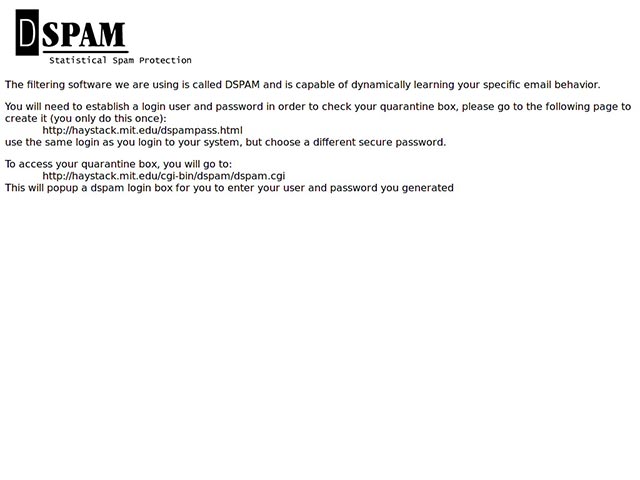 DSPAM
Statistical Spam Protection
The filtering software we are using is called DSPAM and is capable of dynamically learning your specific email behavior.
You will need to establish a login user and password in order to check your quarantine box, please go to the following page to
create it (you only do this once):
http://haystack.mit.edu/dspampass.html
use the same login as you login to your system, but choose a different secure password.
To access your quarantine box, you will go to:
http://haystack.mit.edu/cgi-bin/dspam/dspam.cgi
This will popup a dspam login box for you to enter your user and password you generated